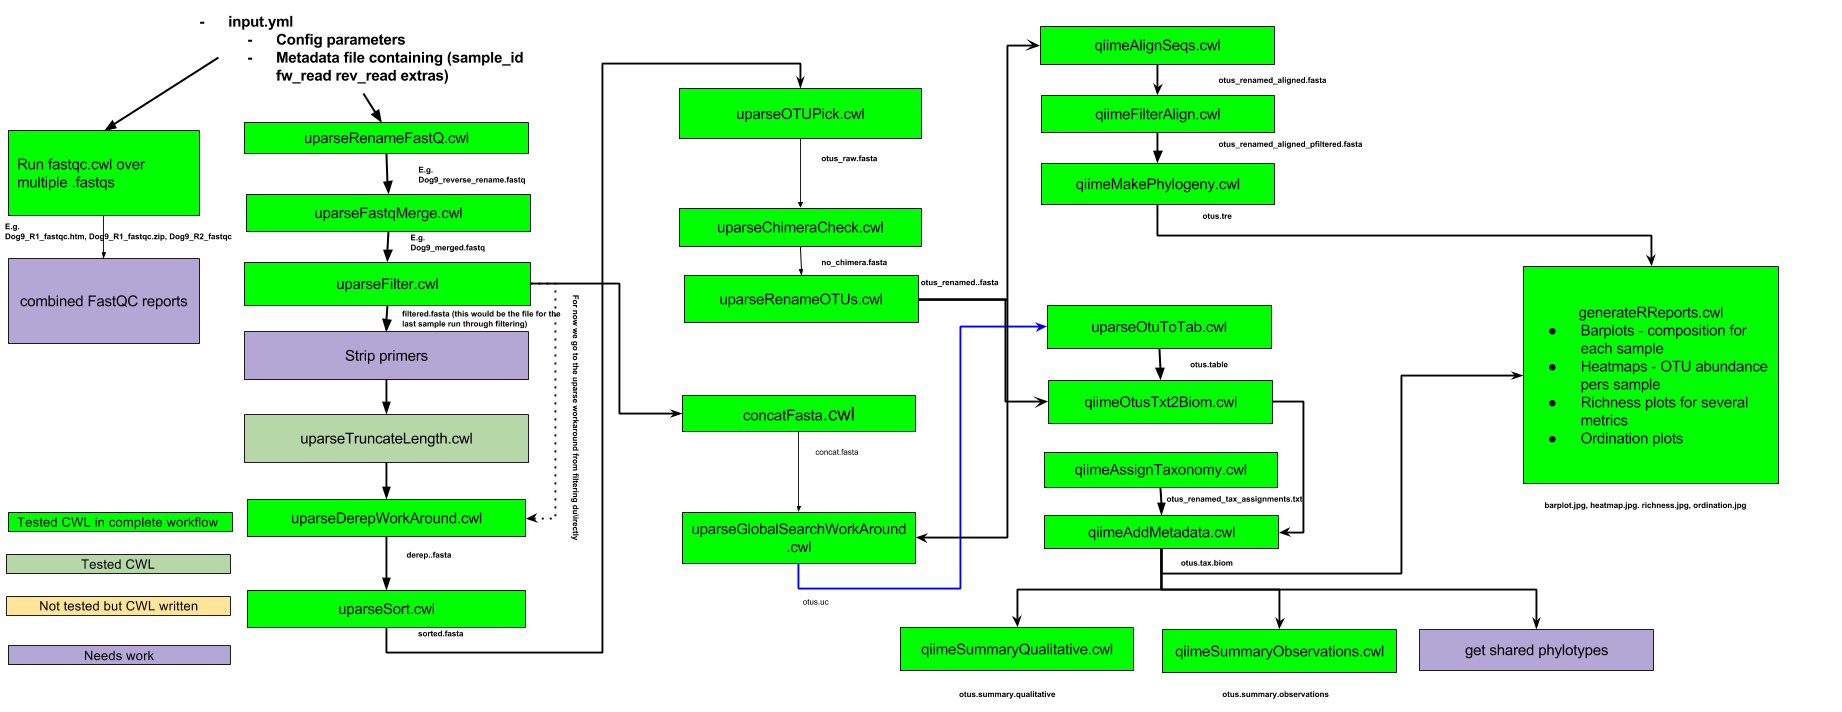 - input.yml
- Config parameters
- Metadata file containing (sample_id
fw_read rev_read extras)
Run fastqc.cwl over
multiple .fastqs
E.g.
Dog9_R1_fastqc.htm, Dog9_R1_fastqc.zip, Dog9_R2_fastqc
combined FastQC reports
uparseRenameFastQ.cwl
E.g.
Dog9_reverse_rename.fastq
uparseFastqMerge.cwl
E.g.
Dog9_merged.fastq
uparseFilter.cwl
filtered.fasta (this would be the file for the
last sample run through filtering)
Strip primers
uparseTruncateLength.cwl
uparseDerepWorkAround.cwl
derep..fasta
uparseSort.cwl
sorted.fasta
For now we go to the uparse workaround from filtering du\directly
uparseOTUPick.cwl
otus_raw.fasta
uparseChimeraCheck.cwl
no_chimera.fasta
uparseRenameOTUs.cwl
otus_renamed..fasta
concatFasta.cwl
concat.fasta
uparseGlobalSearchWorkAround
.cwl
otus.uc
qiimeAlignSeqs.cwl
otus_renamed_aligned.fasta
qiimeFilterAlign.cwl
otus_renamed_aligned_pfiltered.fasta
qiimeMakePhylogeny.cwl
otus.tre
uparseOtuToTab.cwl
otus.table
qiimeOtusTxt2Biom.cwl
qiimeAssignTaxonomy.cwl
otus_renamed_tax_assignments.txt
qiimeAddMetadata.cwl
otus.tax.biom
qiimeSummaryQualitative.cwl
otus.summary.qualitative
qiimeSummaryObservations.cwl
otus.summary.observations
get shared phylotypes
generateRReports.cwl
● Barplots - composition for
each sample
● Heatmaps - OTU abundance
pers sample
● Richness plots for several
metrics
● Ordination plots
barplot.jpg, heatmap.jpg. richness.jpg, ordination.jpg
Tested CWL in complete workflow
Tested CWL
Not tested but CWL written
Needs work